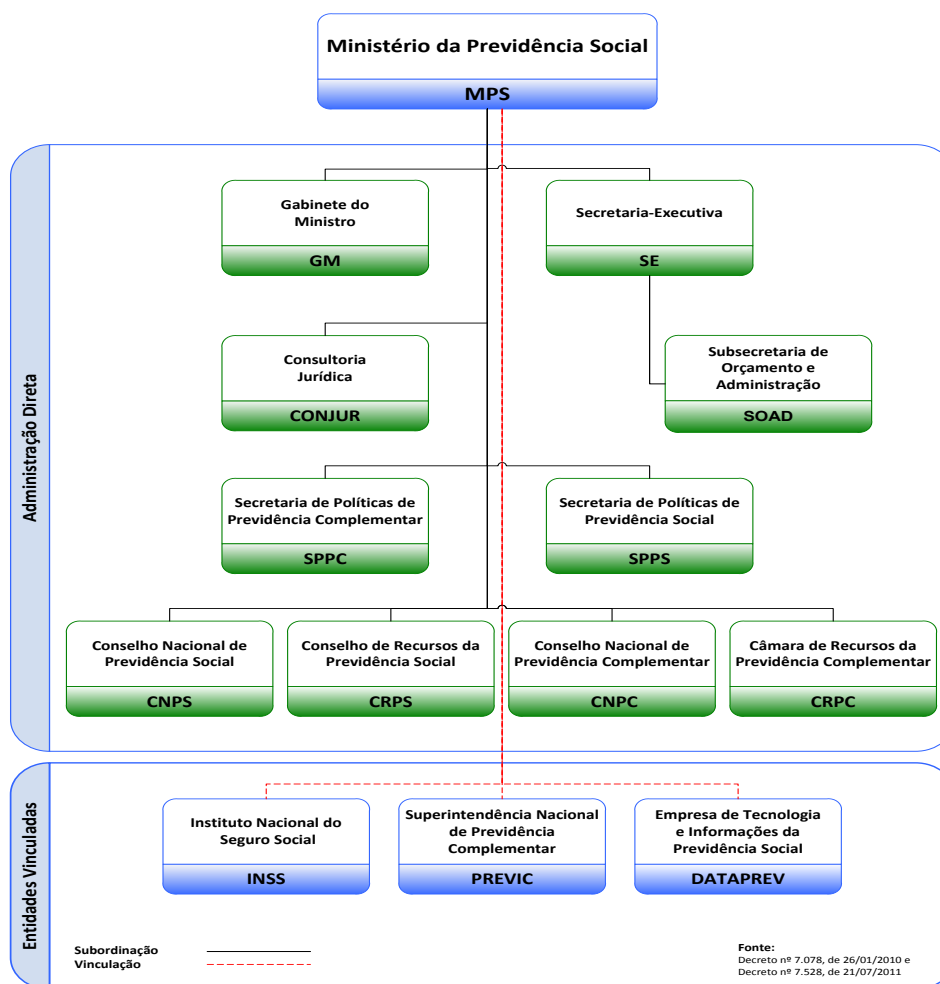 Ministério da Previdência Social
MPS
Administração Direta
Gabinete do
Ministro
GM
Secretaria-Executiva
SE
Consultoria
Jurídica
CONJUR
Subsecretaria de
Orçamento e
Administração
SOAD
Secretaria de Políticas de
Previdência Complementar
SPPC
Secretaria de Políticas de
Previdência Social
SPPS
Conselho Nacional de
Previdência Social
CNPS
Conselho de Recursos da
Previdência Social
CRPS
Conselho Nacional de
Previdência Complementar
CNPC
Câmara de Recursos da
Previdência Complementar
CRPC
Entidades Vinculadas
Instituto Nacional do
Seguro Social
INSS
Superintendência Nacional
de Previdência
Complementar
PREVIC
Empresa de Tecnologia
e Informações da
Previdência Social
DATAPREV
Subordinação
Vinculação
Fonte:
Decreto nº 7.078, de 26/01/2010 e
Decreto nº 7.528, de 21/07/2011